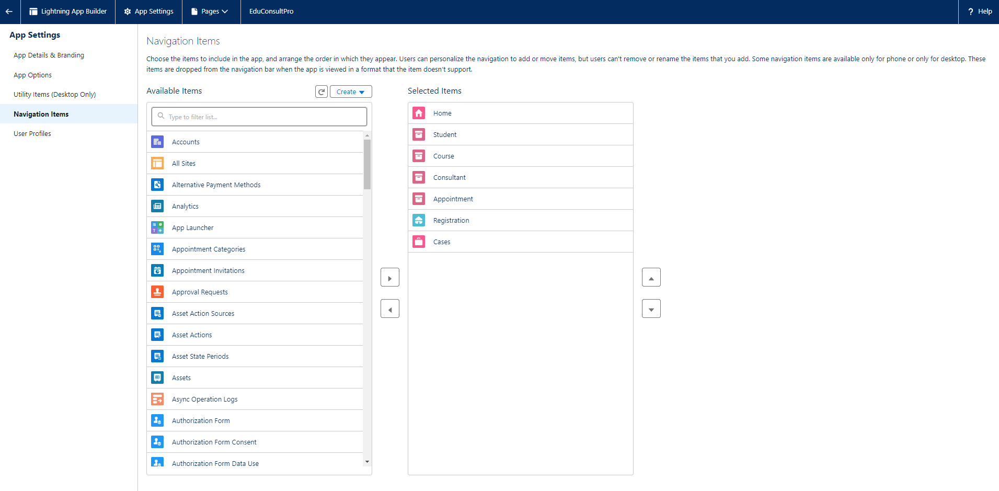 Lightning App Builder
App Settings
Pages
EduConsultPro
? Help
App Settings
App Details & Branding
App Options
Utility Items (Desktop Only)
Navigation Items
User Profiles
Navigation Items
Choose the items to include in the app, and arrange the order in which they appear. Users can personalize the navigation to add or move items, but users can't remove or rename the items that you add. Some navigation items are available only for phone or only for desktop. These
items are dropped from the navigation bar when the app is viewed in a format that the item doesn't support.
Available Items
Create
Type to filter list...
Accounts
All Sites
Alternative Payment Methods
Analytics
App Launcher
Appointment Categories
Appointment Invitations
Approval Requests
Asset Action Sources
Asset Actions
Asset State Periods
Assets
Async Operation Logs
Authorization Form
Authorization Form Consent
Authorization Form Data Use
Selected Items
Home
Student
Course
Consultant
Appointment
Registration
Cases